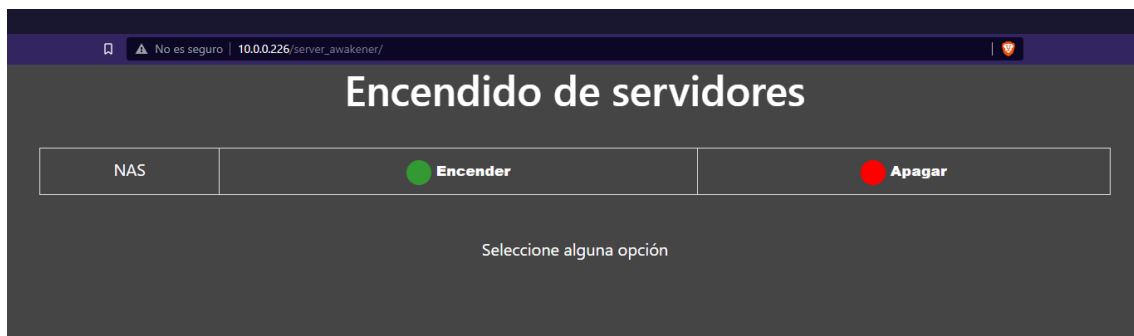 No es seguro | 10.0.0.226/server_awakener/
Encendido de servidores
NAS Encender Apagar
Seleccione alguna opción